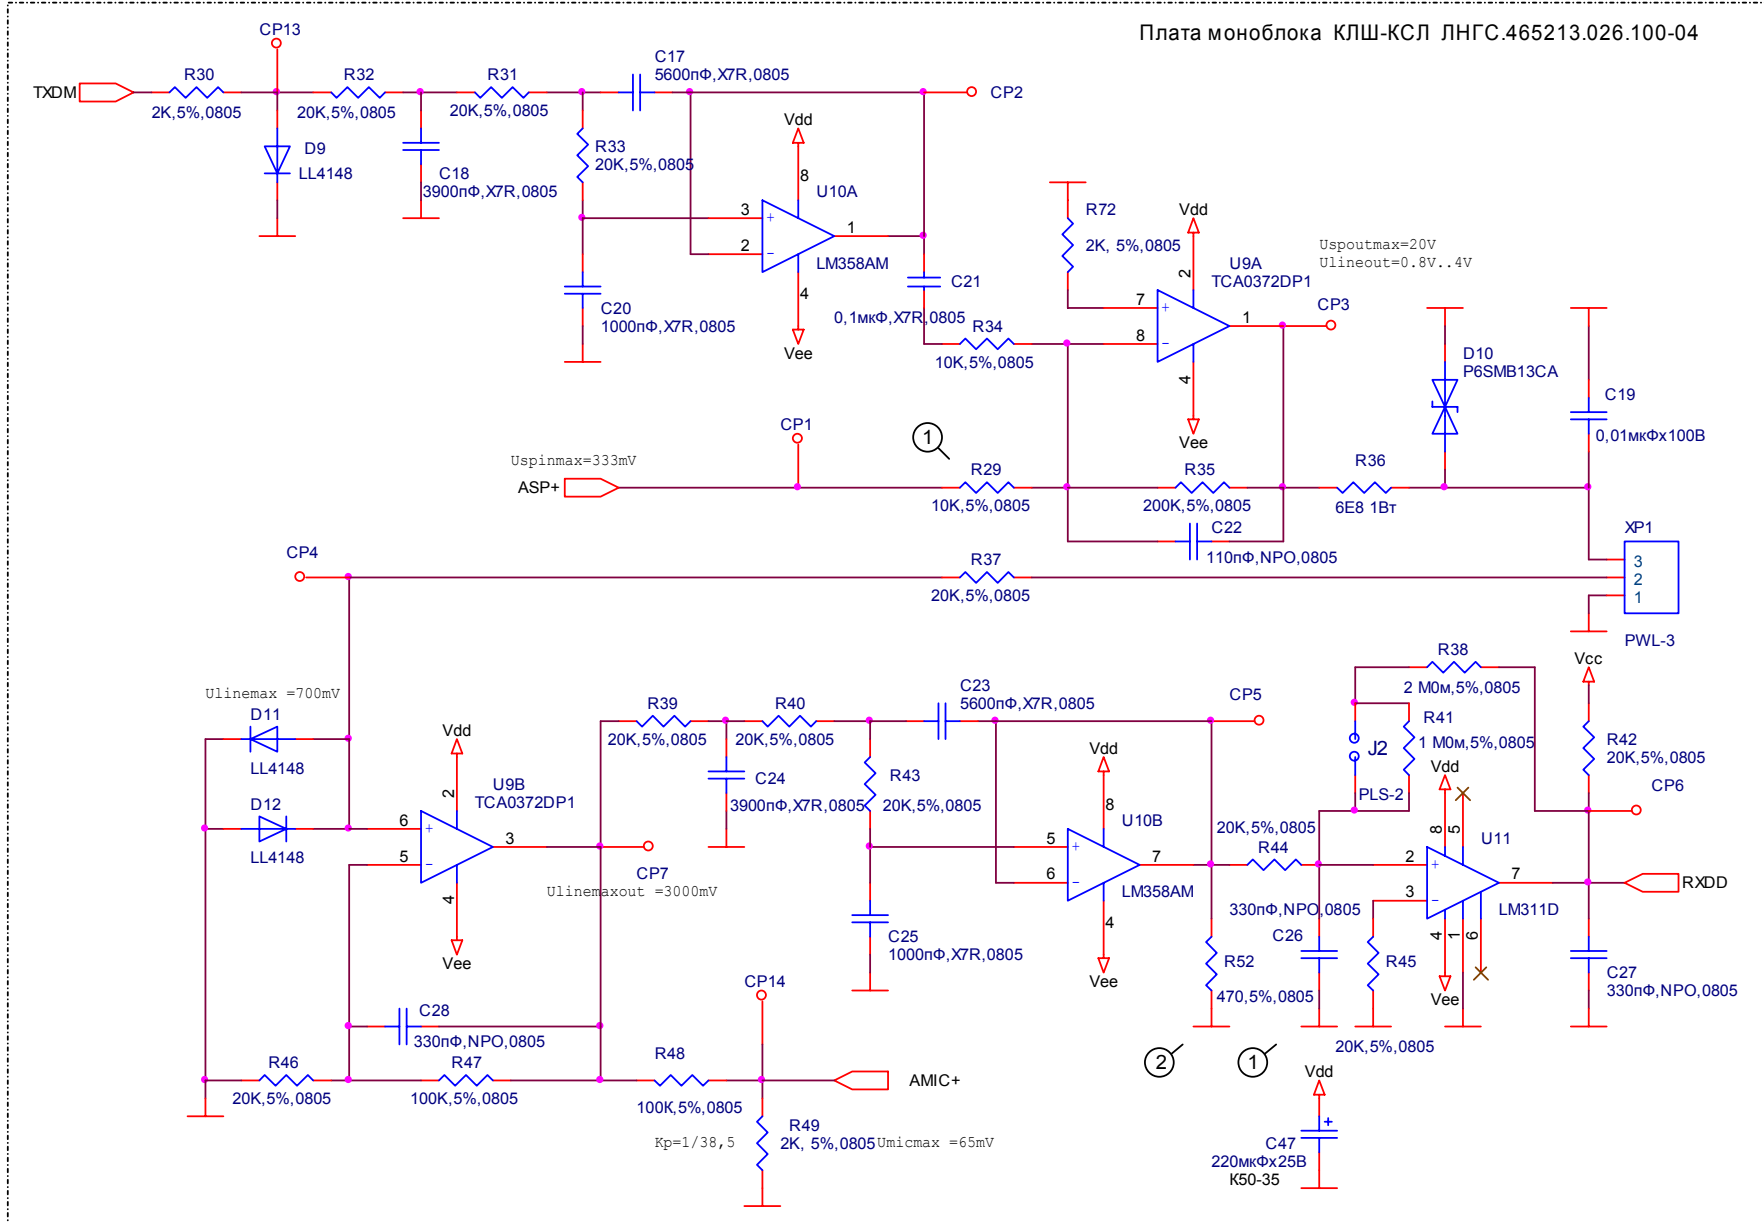 Плата моноблока КЛШ-КСЛ ЛНГС.465213.026.100-04
CP13
TXDM
R30
2K,5%,0805
R32
20K,5%,0805
R31
20K,5%,0805
C17
5600пФ,X7R,0805
CP2
D9
LL4148
C18
3900пФ,X7R,0805
R33
20K,5%,0805
Vdd
8
U10A
3
+
2
−
1
LM358AM
4
Vee
C20
1000пФ,X7R,0805
C21
0,1мкФ,X7R,0805
R34
10K,5%,0805
R72
2K, 5%,0805
Vdd
2
U9A
TCA0372DP1
7
+
8
−
1
4
Vee
CP3
Uspoutmax=20V
Ulineout=0.8V..4V
D10
P6SMB13CA
C19
0,01мкФх100В
CP1
1
Uspinmax=333mV
ASP+
R29
10K,5%,0805
R35
200K,5%,0805
R36
6E8 1Вт
C22
110пФ,NPO,0805
XP1
3
2
1
PWL-3
CP4
R37
20K,5%,0805
Ulinemax =700mV
D11
LL4148
D12
LL4148
Vdd
2
U9B
TCA0372DP1
6
+
5
−
3
4
Vee
CP7
Ulinemaxout =3000mV
R39
20K,5%,0805
R40
20K,5%,0805
C24
3900пФ,X7R,0805
C23
5600пФ,X7R,0805
R43
20K,5%,0805
C25
1000пФ,X7R,0805
Vdd
8
U10B
5
+
6
−
7
LM358AM
4
Vee
CP5
20K,5%,0805
R44
R52
470,5%,0805
330пФ,NPO,0805
C26
R38
2 МОм,5%,0805
R41
1 МОм,5%,0805
J2
PLS-2
Vcc
R42
20K,5%,0805
CP6
Vdd
8
5
U11
2
+
3
−
7
LM311D
4
1
6
Vee
R45
20K,5%,0805
RXDD
C27
330пФ,NPO,0805
CP14
C28
330пФ,NPO,0805
R46
20K,5%,0805
R47
100K,5%,0805
R48
100K,5%,0805
AMIC+
Kp=1/38,5
R49
2K, 5%,0805
Umicmax =65mV
2
1
Vdd
+
C47
220мкФх25В
К50-35